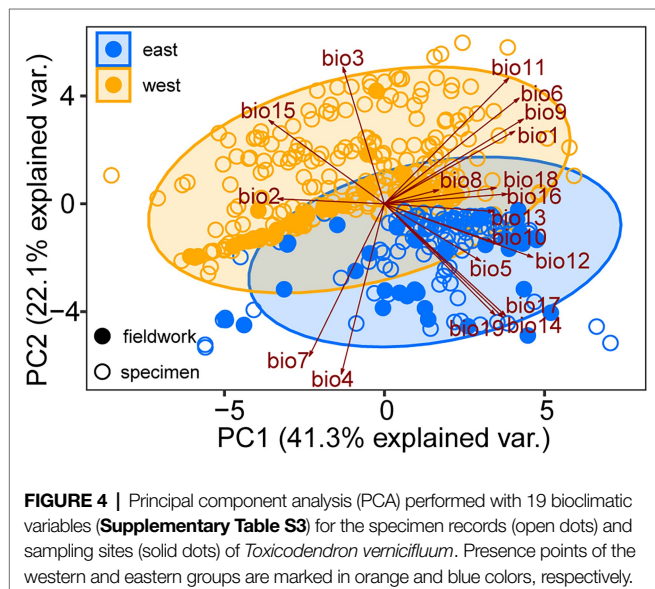 east
west
bio3
bio11
bio6
bio9
bio1
bio15
bio2
bio8
bio18
bio16
bio13
bio10
bio12
bio5
bio17
bio19
bio14
bio7
bio4
fieldwork
specimen
4
0
−4
−5
0
5
PC2 (22.1% explained var.)
PC1 (41.3% explained var.)
FIGURE 4 | Principal component analysis (PCA) performed with 19 bioclimatic
variables (Supplementary Table S3) for the specimen records (open dots) and
sampling sites (solid dots) of Toxicodendron vernicifluum. Presence points of the
western and eastern groups are marked in orange and blue colors, respectively.